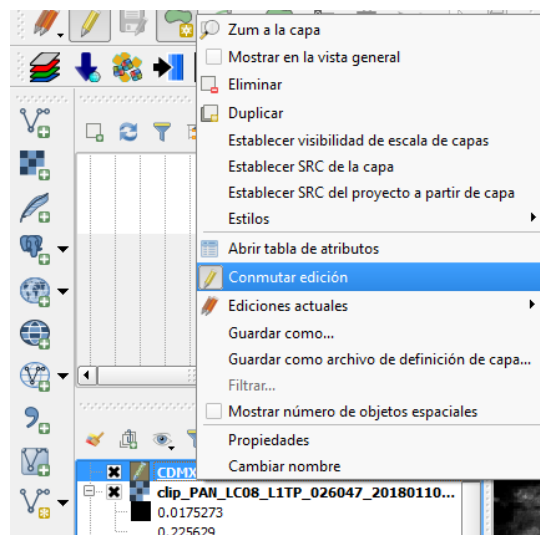 Zum a la capa
Mostrar en la vista general
Eliminar
Duplicar
Establecer visibilidad de escala de capas
Establecer SRC de la capa
Establecer SRC del proyecto a partir de capa
Estilos
Abrir tabla de atributos
Conmutar edición
Ediciones actuales
Guardar como...
Guardar como archivo de definición de capa...
Filtrar...
Mostrar número de objetos espaciales
Propiedades
Cambiar nombre
CDMX
clip_PAN_LC08_L1TP_026047_20180110...
0.0175273
0.225629